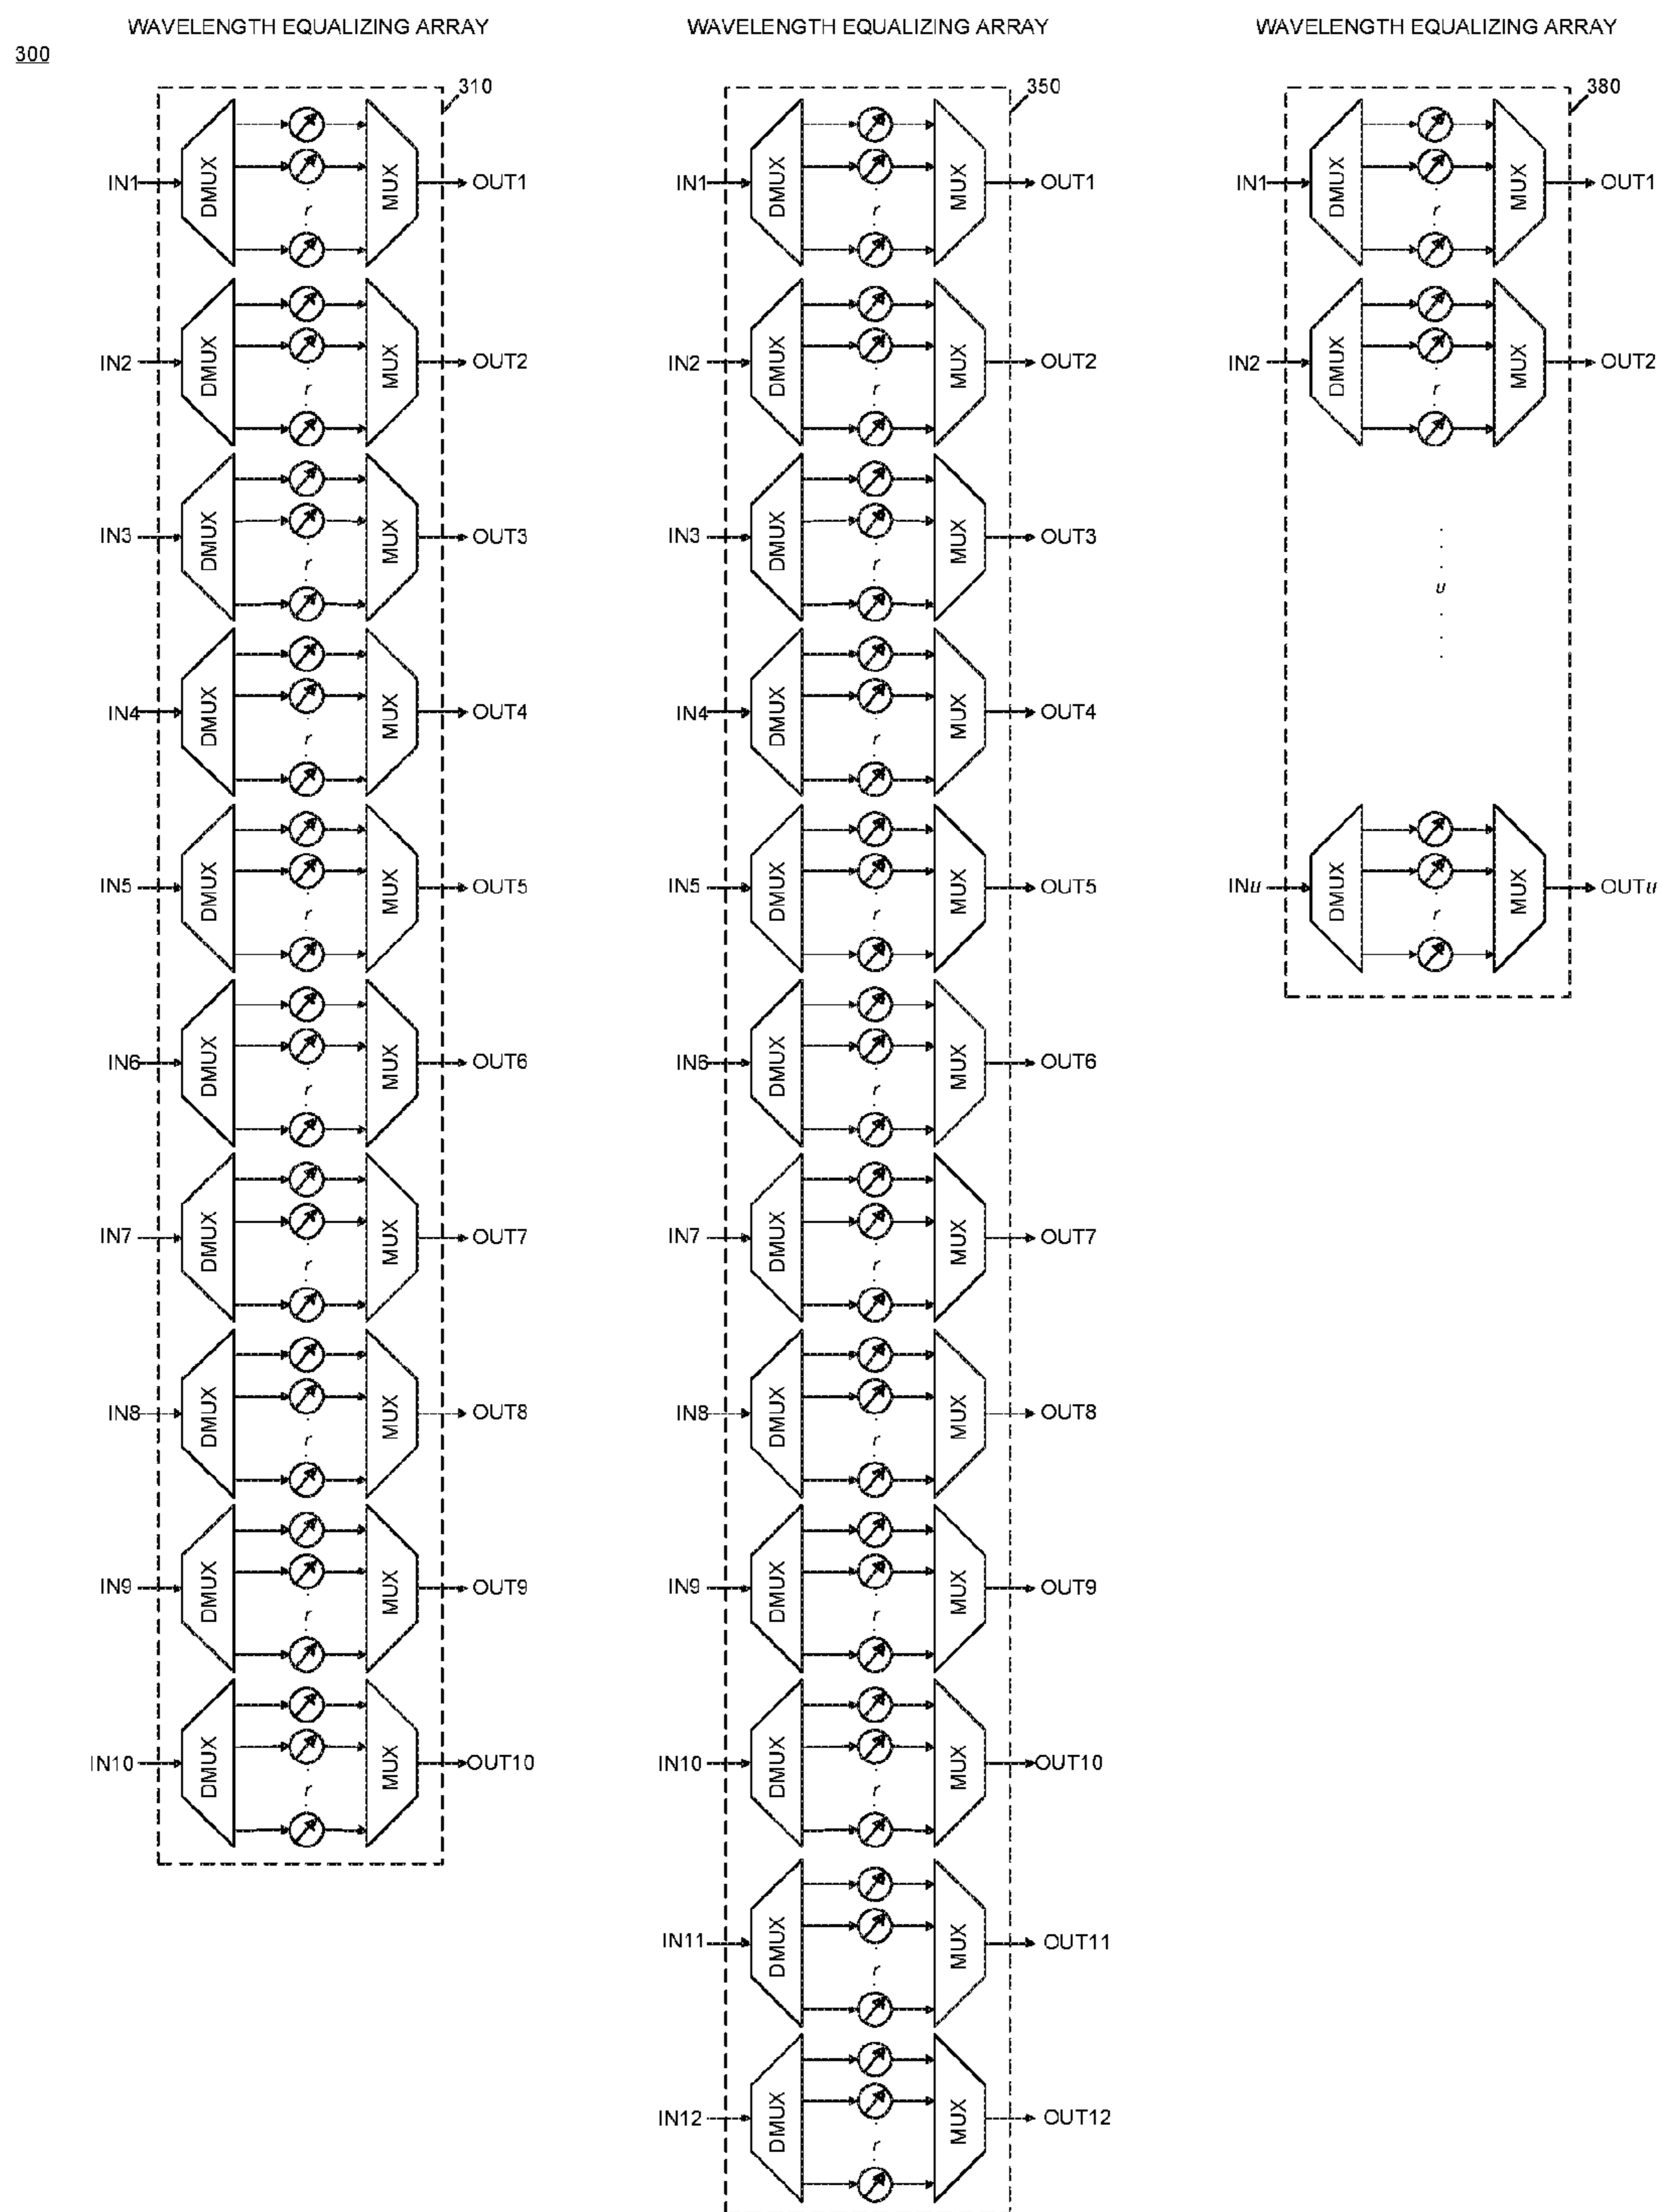 300
WAVELENGTH EQUALIZING ARRAY
310
IN1 DMUX r MUX OUT1
IN2 DMUX r MUX OUT2
IN3 DMUX r MUX OUT3
IN4 DMUX r MUX OUT4
IN5 DMUX r MUX OUT5
IN6 DMUX r MUX OUT6
IN7 DMUX r MUX OUT7
IN8 DMUX r MUX OUT8
IN9 DMUX r MUX OUT9
IN10 DMUX r MUX OUT10
WAVELENGTH EQUALIZING ARRAY
350
IN1 DMUX r MUX OUT1
IN2 DMUX r MUX OUT2
IN3 DMUX r MUX OUT3
IN4 DMUX r MUX OUT4
IN5 DMUX r MUX OUT5
IN6 DMUX r MUX OUT6
IN7 DMUX r MUX OUT7
IN8 DMUX r MUX OUT8
IN9 DMUX r MUX OUT9
IN10 DMUX r MUX OUT10
IN11 DMUX r MUX OUT11
IN12 DMUX r MUX OUT12
WAVELENGTH EQUALIZING ARRAY
380
IN1 DMUX r MUX OUT1
IN2 DMUX r MUX OUT2
u
INu DMUX r MUX OUTu